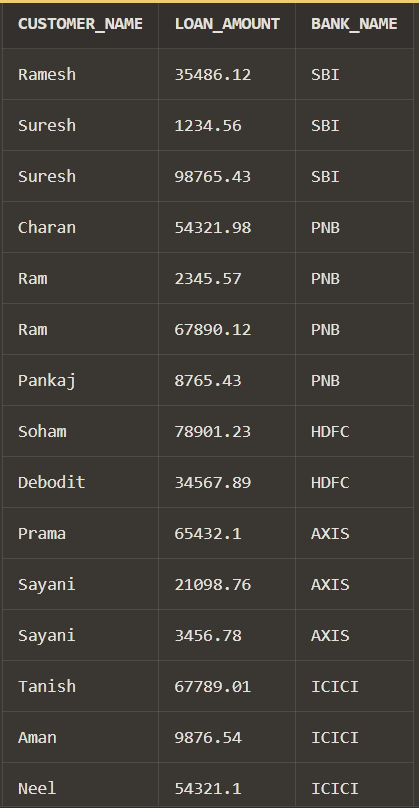 CUSTOMER_NAME LOAN_AMOUNT BANK_NAME
Ramesh 35486.12 SBI
Suresh 1234.56 SBI
Suresh 98765.43 SBI
Charan 54321.98 PNB
Ram 2345.57 PNB
Ram 67890.12 PNB
Pankaj 8765.43 PNB
Soham 78901.23 HDFC
Debodit 34567.89 HDFC
Prama 65432.1 AXIS
Sayani 21098.76 AXIS
Sayani 3456.78 AXIS
Tanish 67789.01 ICICI
Aman 9876.54 ICICI
Neel 54321.1 ICICI